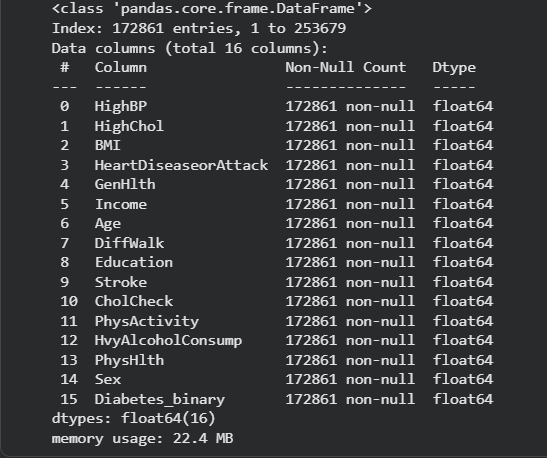 <class 'pandas.core.frame.DataFrame'>
Index: 172861 entries, 1 to 253679
Data columns (total 16 columns):
 #   Column                Non-Null Count   Dtype
---  ------                --------------   -----
 0   HighBP                172861 non-null  float64
 1   HighChol              172861 non-null  float64
 2   BMI                   172861 non-null  float64
 3   HeartDiseaseorAttack  172861 non-null  float64
 4   GenHlth               172861 non-null  float64
 5   Income                172861 non-null  float64
 6   Age                   172861 non-null  float64
 7   DiffWalk              172861 non-null  float64
 8   Education             172861 non-null  float64
 9   Stroke                172861 non-null  float64
 10  CholCheck             172861 non-null  float64
 11  PhysActivity          172861 non-null  float64
 12  HvyAlcoholConsump     172861 non-null  float64
 13  PhysHlth              172861 non-null  float64
 14  Sex                   172861 non-null  float64
 15  Diabetes_binary       172861 non-null  float64
dtypes: float64(16)
memory usage: 22.4 MB